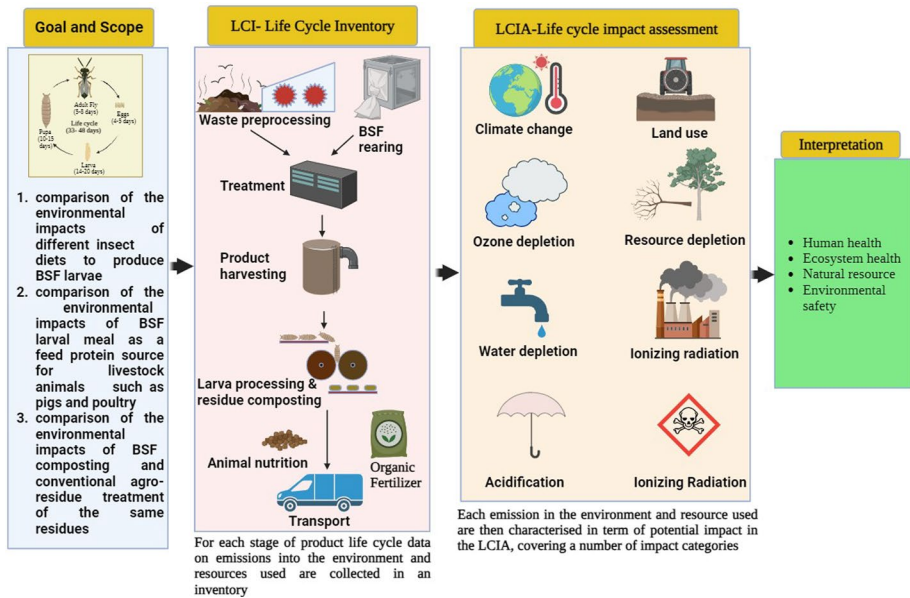 Goal and Scope
Adult Fly
(5-8 days)
Life cycle
(33- 48 days)
Eggs
(4-5 days)
Pupa
(10-15
days)
Larva
(14-20 days)
1. comparison of the
environmental
impacts of
different insect
diets to produce
BSF larvae
2. comparison of the
environmental
impacts of BSF
larval meal as a
feed protein source
for livestock
animals such as
pigs and poultry
3. comparison of the
environmental
impacts of BSF
composting and
conventional agro-
residue treatment
of the same
residues
LCI- Life Cycle Inventory
Waste preprocessing
BSF
rearing
Treatment
Product
harvesting
Larva processing &
residue composting
Animal nutrition
Organic
Fertilizer
Transport
For each stage of product life cycle data
on emissions into the environment and
resources used are collected in an
inventory
LCIA-Life cycle impact assessment
Climate change
Land use
Ozone depletion
Resource depletion
Water depletion
Ionizing radiation
Acidification
Ionizing Radiation
Each emission in the environment and resource used
are then characterised in term of potential impact in
the LCIA, covering a number of impact categories
Interpretation
• Human health
• Ecosystem health
• Natural resource
• Environmental
safety